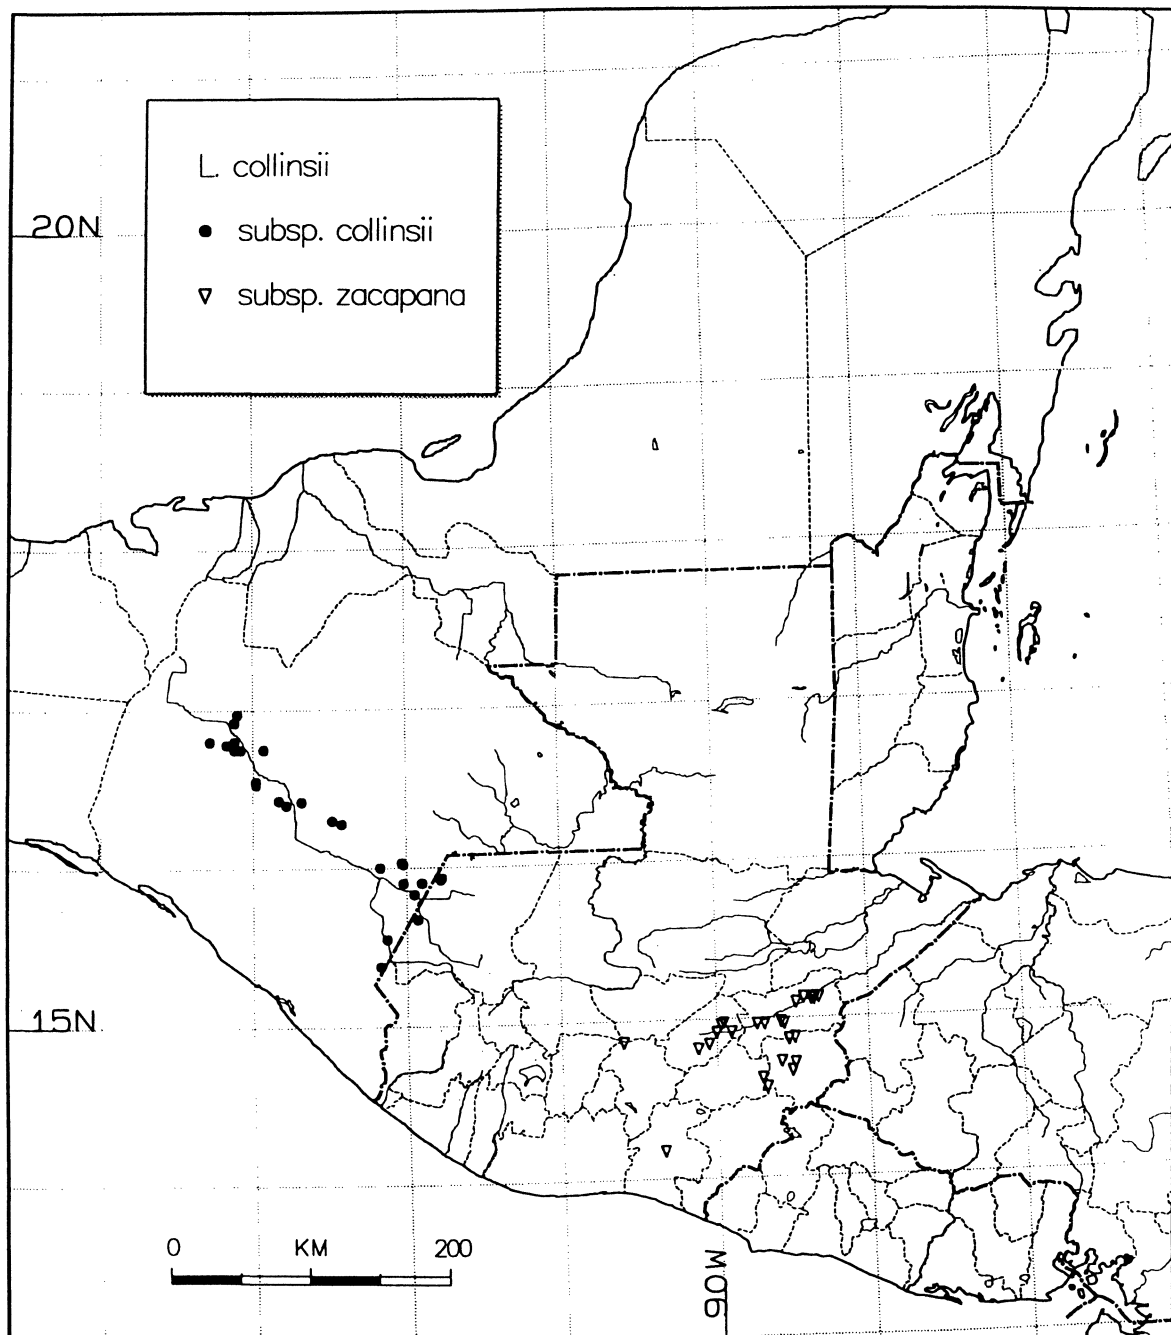 L. collinsii
● subsp. collinsii
▽ subsp. zacapana
20N
15N
0 KM 200
90W